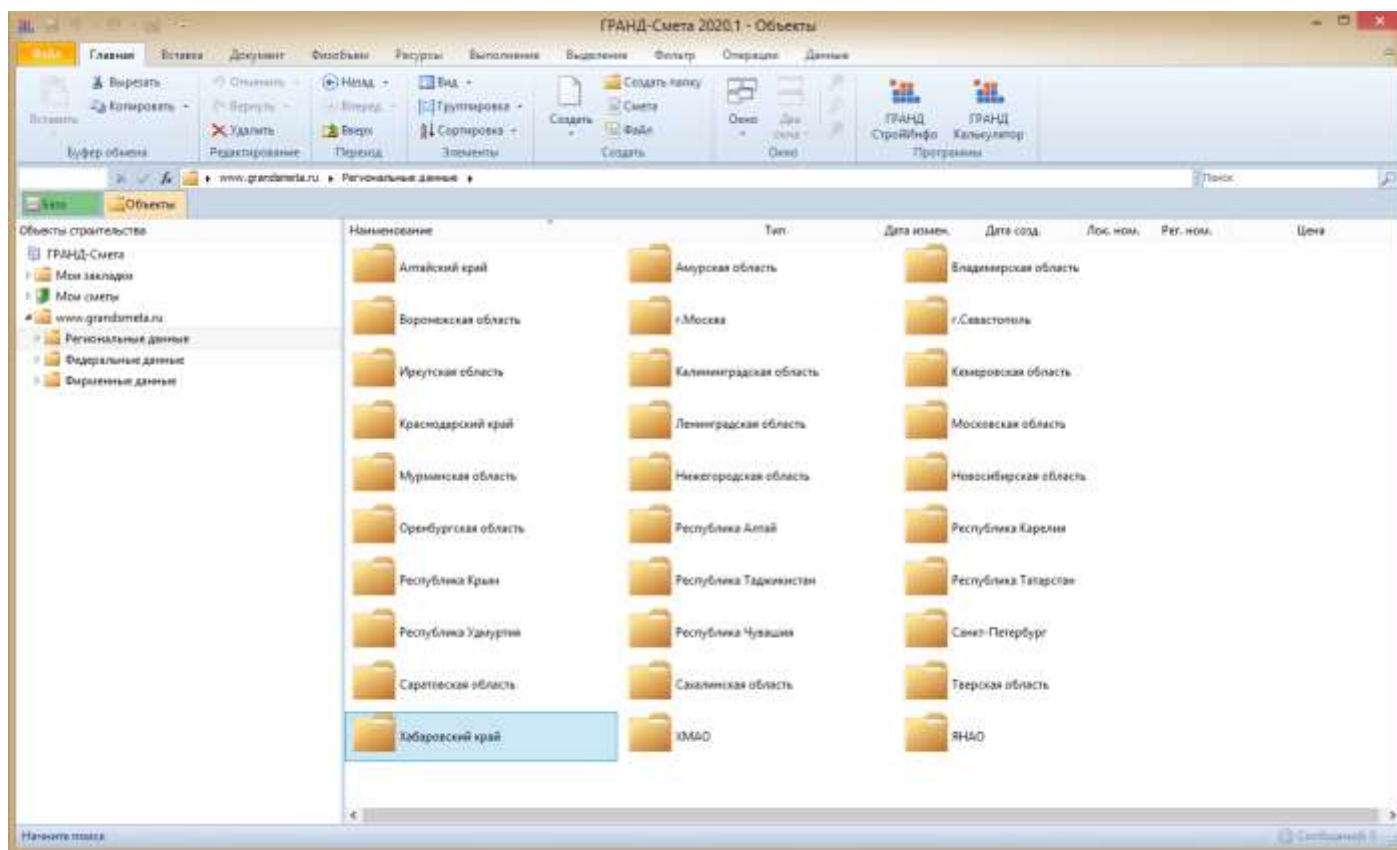 ГРАНД-Смета 2020.1 - Объекты
Файл Главная Вставка Документ Физобъем Ресурсы Выполнение Выделение Фильтр Операции Данные
Вырезать Отменить Назад Вид Создать папку
Копировать Вернуть Вперед Группировка Смета
Вставить Удалить Вверх Сортировка Создать Файл Окно Два окна ГРАНД СтройИнфо ГРАНД Калькулятор
Буфер обмена Редактирование Переход Элементы Создать Окно Программы
fx www.grandsmeta.ru Региональные данные Поиск
База Объекты
Объекты строительства Наименование Тип Дата измен. Дата созд. Лок. ном. Рег. ном. Цена
ГРАНД-Смета
Мои закладки
Мои сметы
www.grandsmeta.ru
Региональные данные
Федеральные данные
Фирменные данные
Алтайский край Амурская область Владимирская область
Воронежская область г.Москва г.Севастополь
Иркутская область Калининградская область Кемеровская область
Краснодарский край Ленинградская область Московская область
Мурманская область Нижегородская область Новосибирская область
Оренбургская область Республика Алтай Республика Карелия
Республика Крым Республика Таджикистан Республика Татарстан
Республика Удмуртия Республика Чувашия Санкт-Петербург
Саратовская область Сахалинская область Тверская область
Хабаровский край ХМАО ЯНАО
Начните поиск